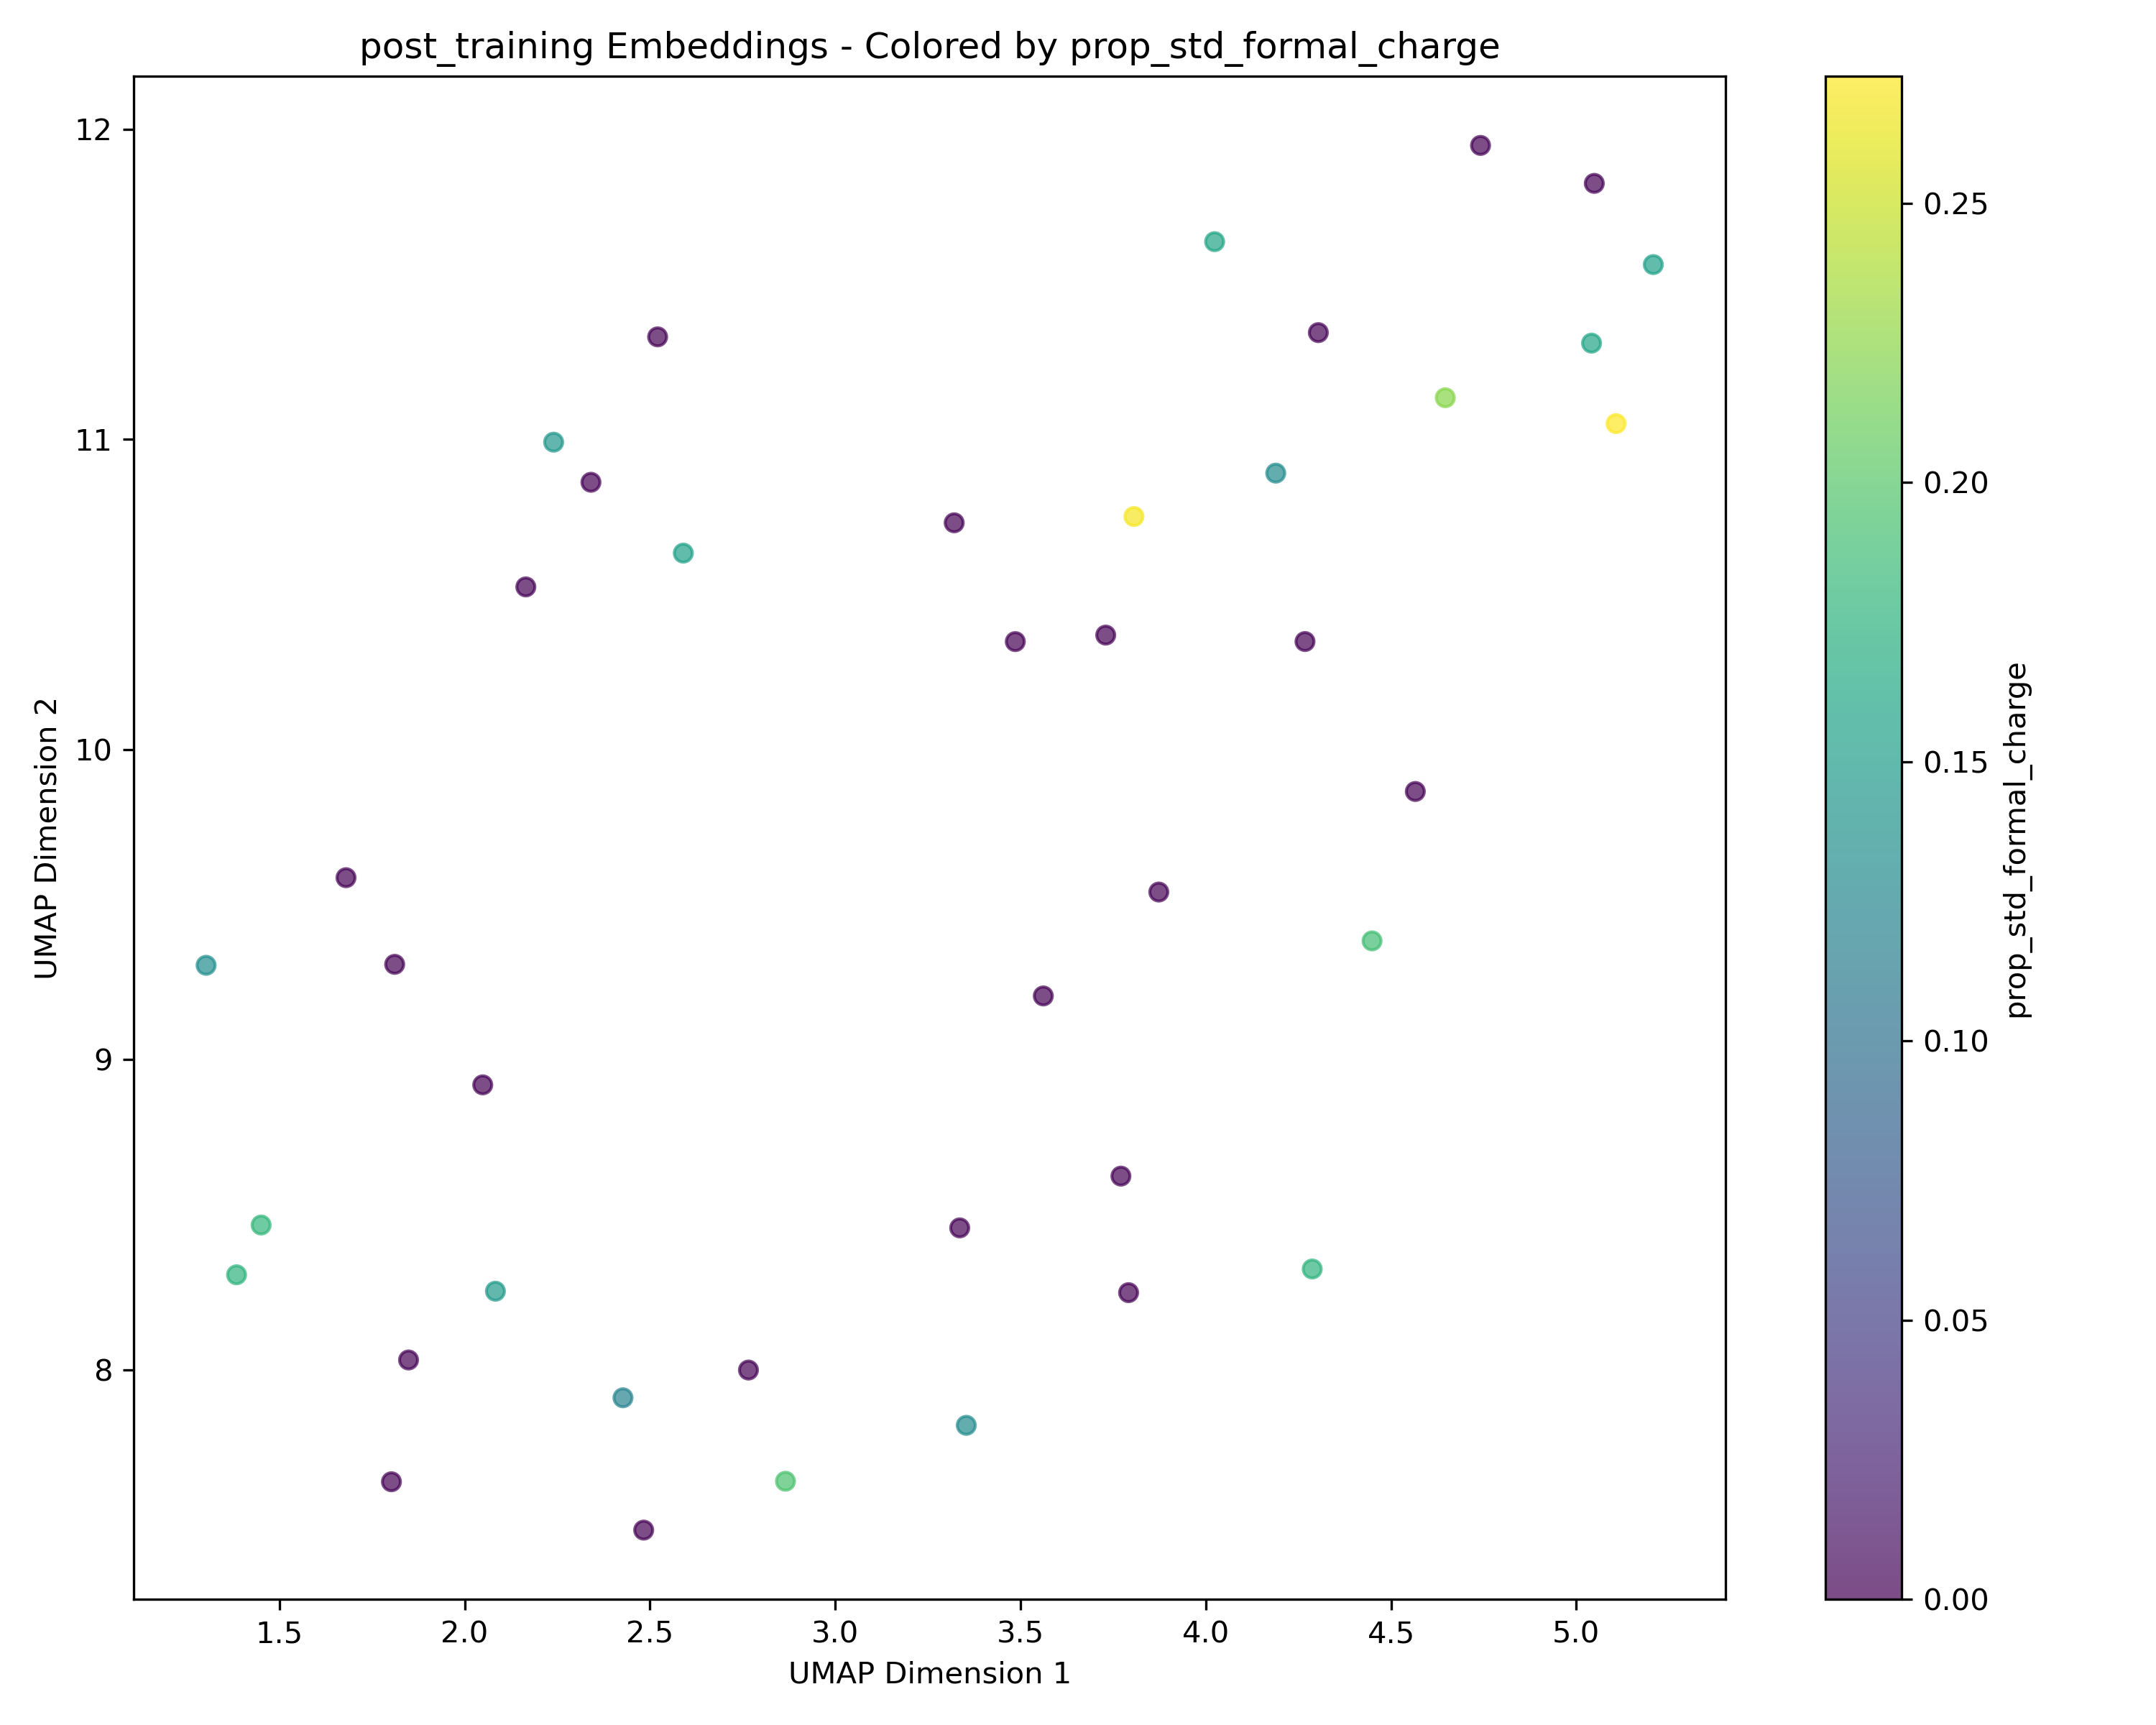 post_training Embeddings - Colored by prop_std_formal_charge
12
11
10
9
8
UMAP Dimension 2
1.5 2.0 2.5 3.0 3.5 4.0 4.5 5.0
UMAP Dimension 1
0.25
0.20
0.15
0.10
0.05
0.00
prop_std_formal_charge